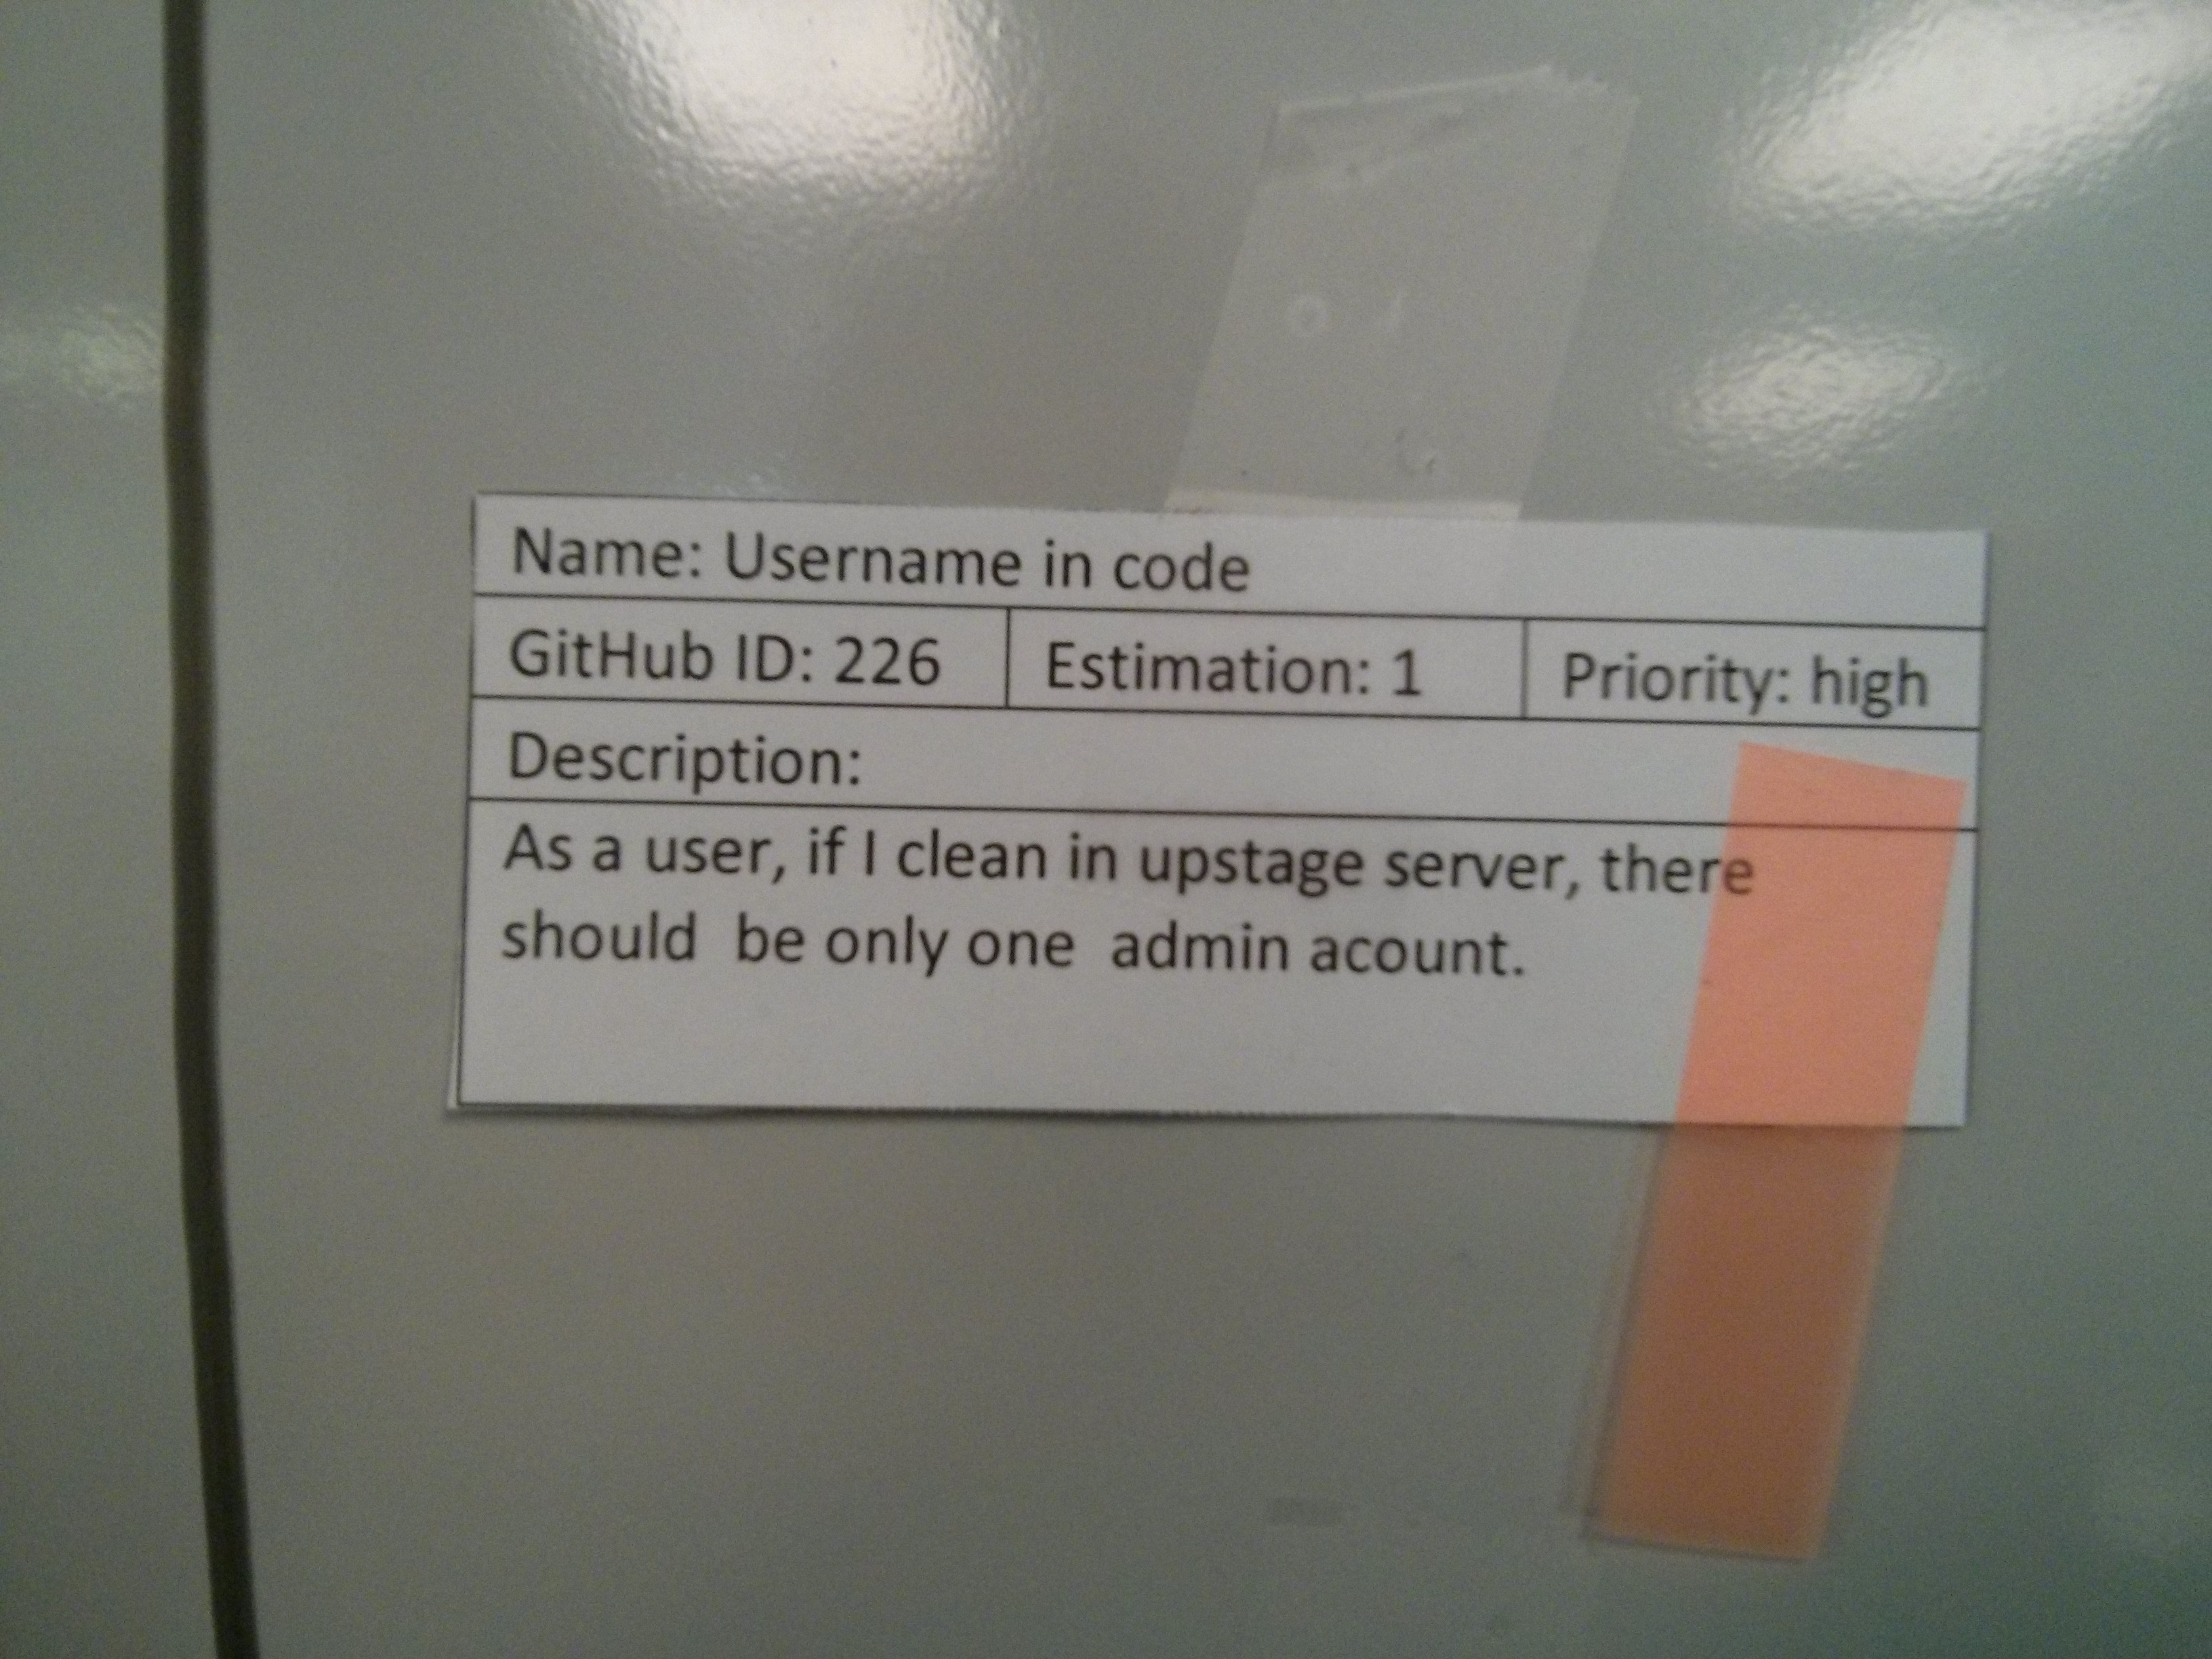 Name: Username in code
GitHub ID: 226 Estimation: 1 Priority: high
Description:
As a user, if I clean in upstage server, there
should be only one admin acount.